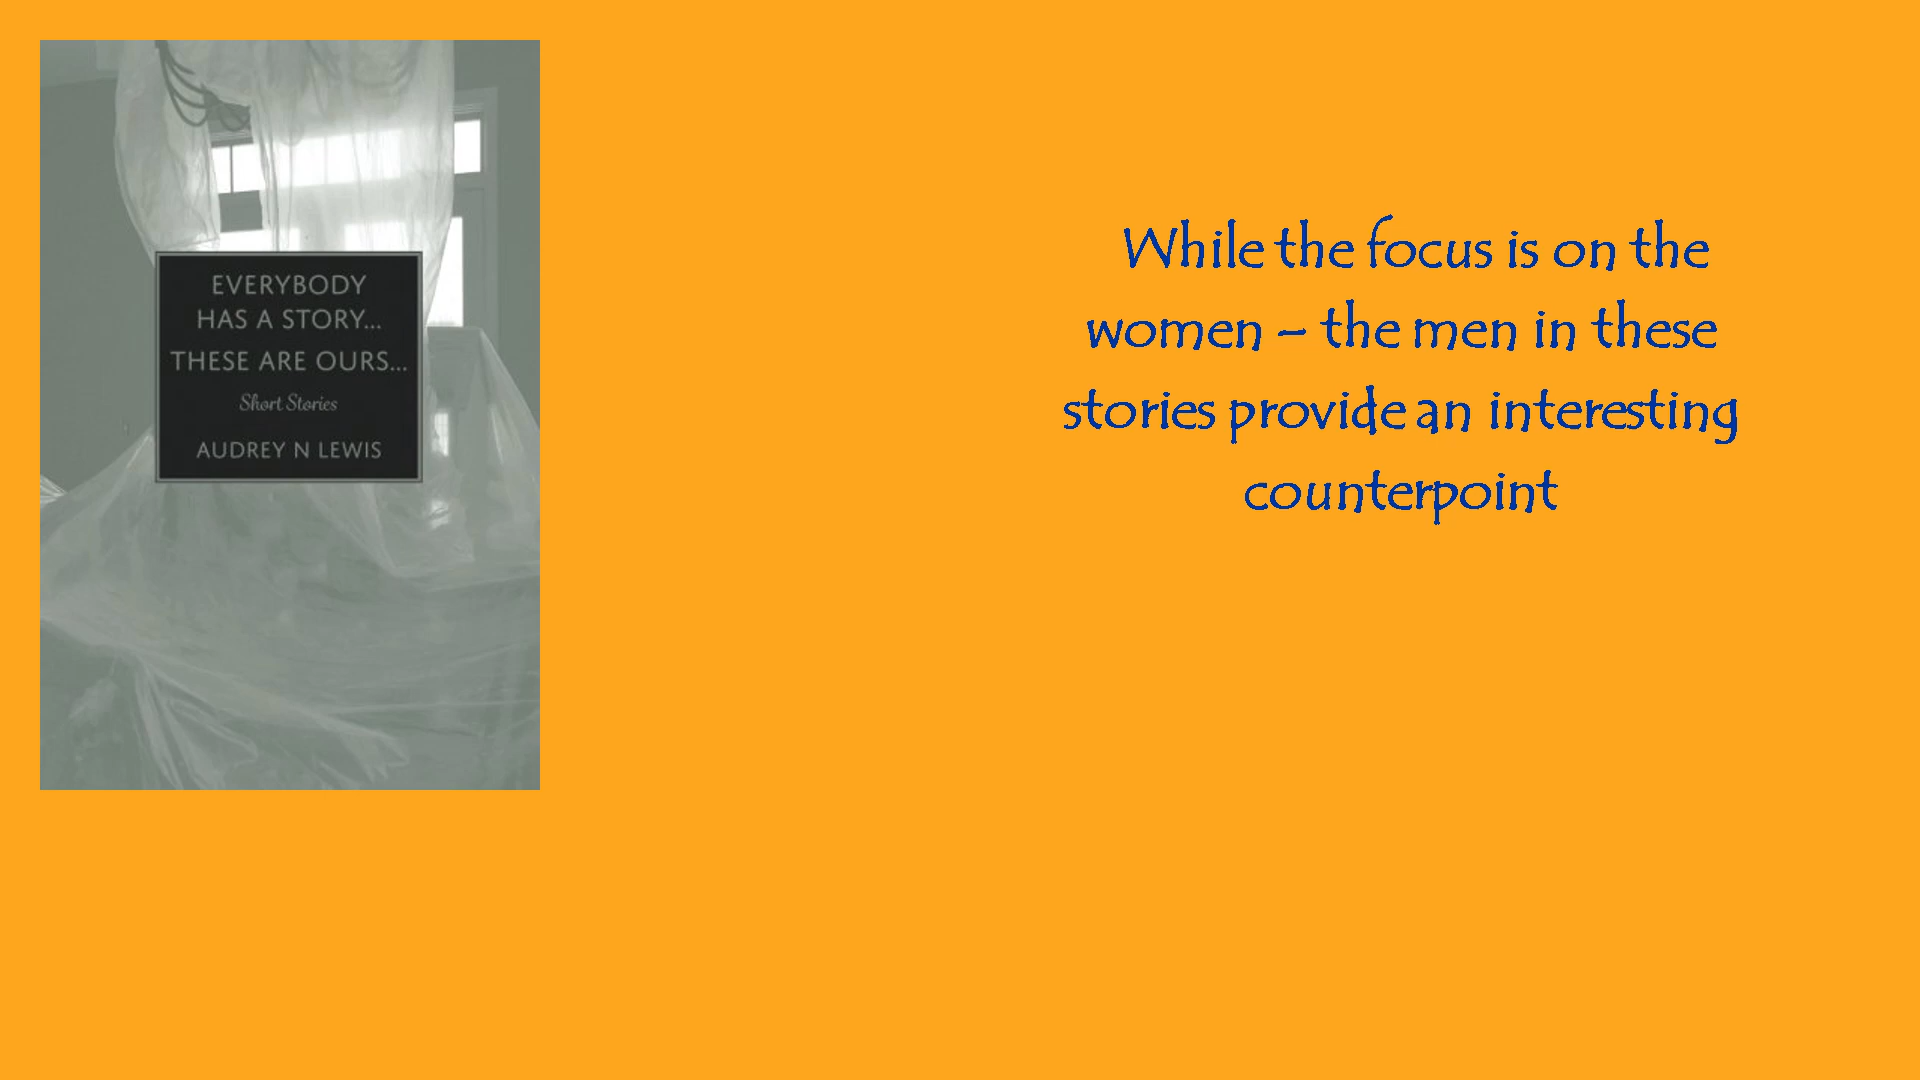 EVERYBODY
HAS A STORY...
THESE ARE OURS...
Short Stories
AUDREY N LEWIS
While the focus is on the
women – the men in these
stories provide an interesting
counterpoint